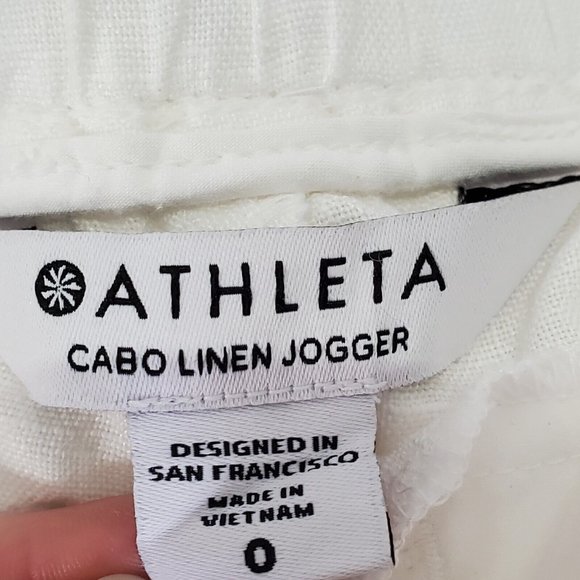 ATHLETA
CABO LINEN JOGGER
DESIGNED IN
SAN FRANCISCO
MADE IN
VIETNAM
0